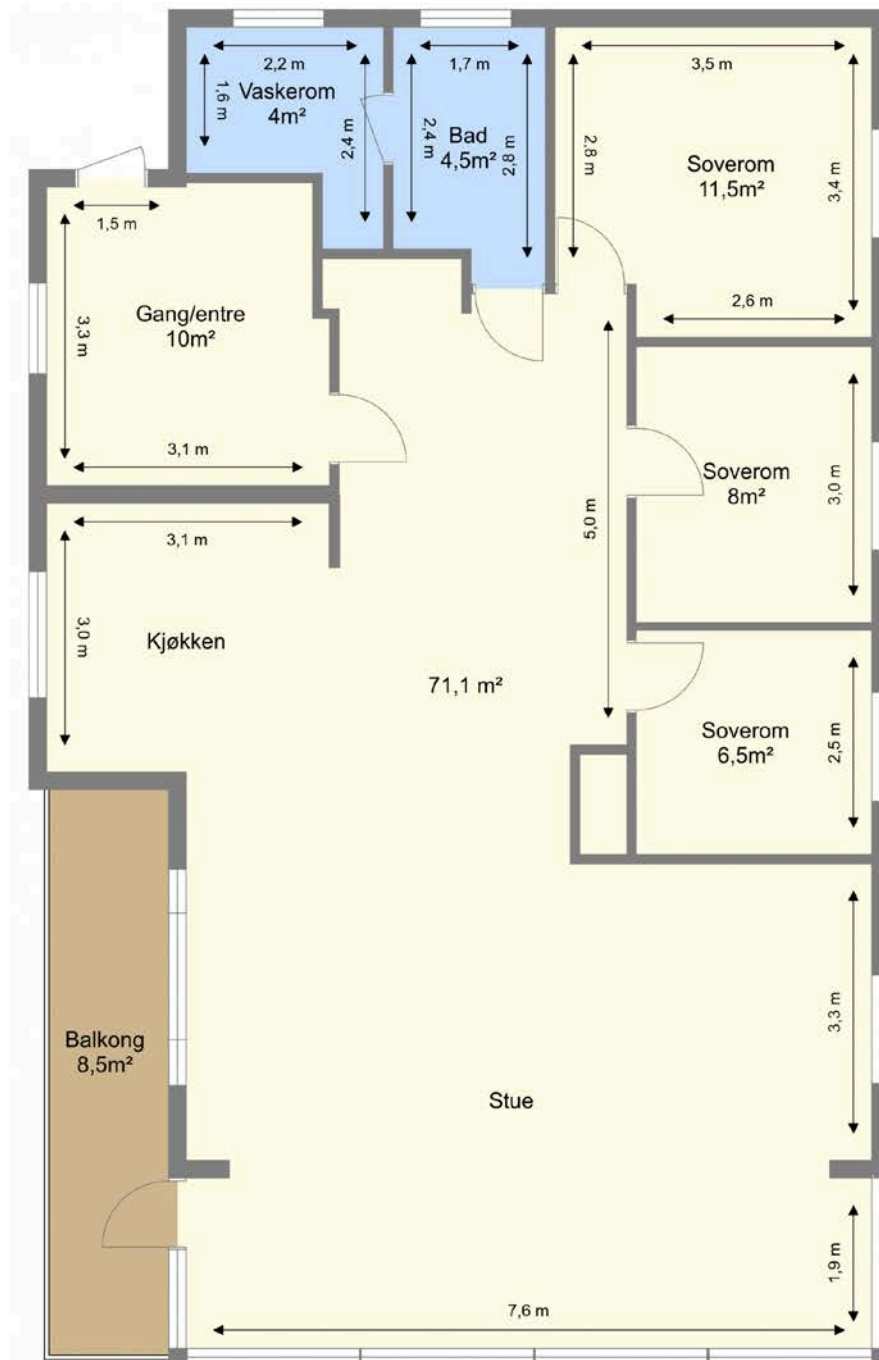 2,2 m
1,6 m
Vaskerom
4m²
2,4 m
1,7 m
2,4 m
Bad
4,5m²
2,8 m
3,5 m
2,8 m
Soverom
11,5m²
3,4 m
2,6 m
1,5 m
3,3 m
Gang/entre
10m²
3,1 m
5,0 m
Soverom
8m²
3,0 m
3,1 m
3,0 m
Kjøkken
71,1 m²
Soverom
6,5m²
2,5 m
Balkong
8,5m²
Stue
3,3 m
1,9 m
7,6 m